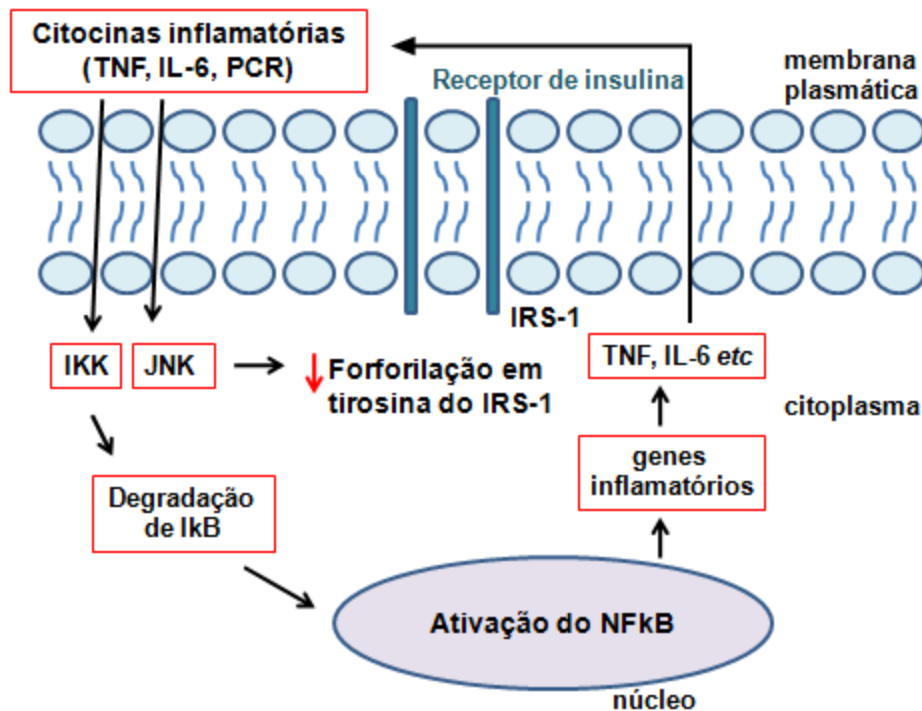 Citocinas inflamatórias
(TNF, IL-6, PCR)
Receptor de insulina
membrana
plasmática
IRS-1
IKK
JNK
Forforilação em
tirosina do IRS-1
TNF, IL-6 etc
citoplasma
genes
inflamatórios
Degradação
de IkB
Ativação do NFkB
núcleo